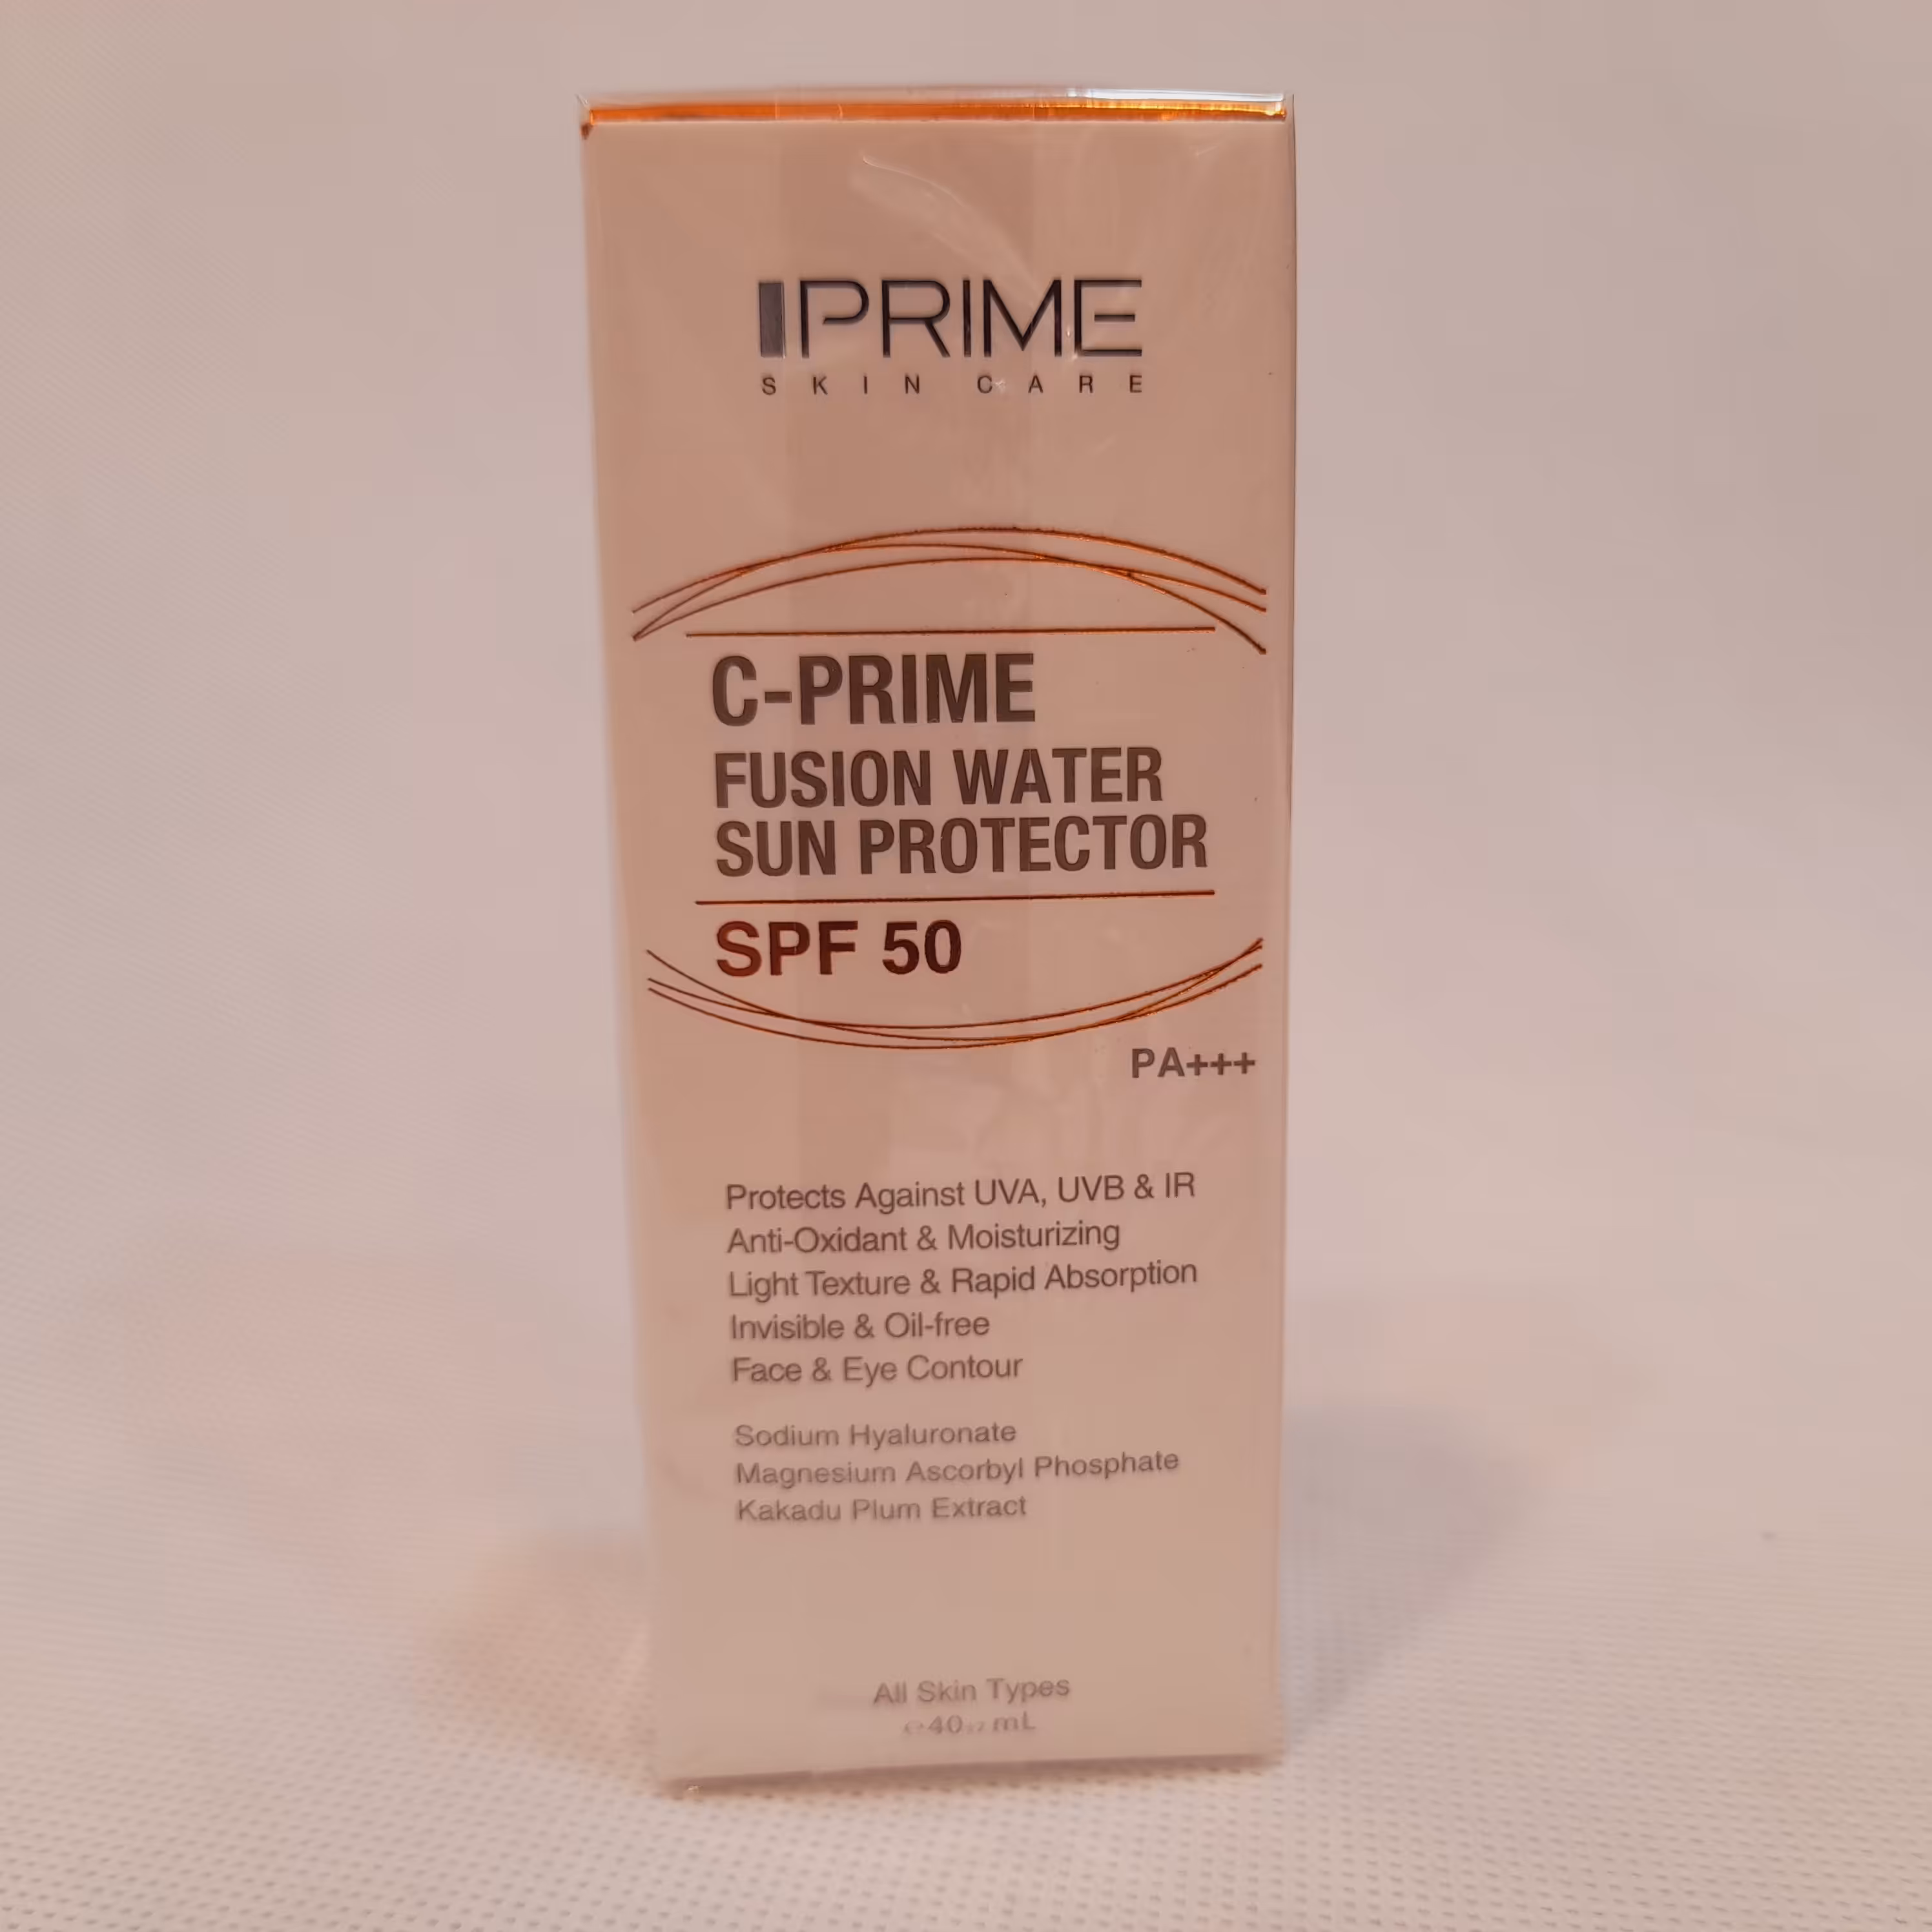 PRIME
SKIN CARE
C-PRIME
FUSION WATER
SUN PROTECTOR
SPF 50
PA+++
Protects Against UVA, UVB & IR
Anti-Oxidant & Moisturizing
Light Texture & Rapid Absorption
Invisible & Oil-free
Face & Eye Contour
Sodium Hyaluronate
Magnesium Ascorbyl Phosphate
Kakadu Plum Extract
All Skin Types
mL